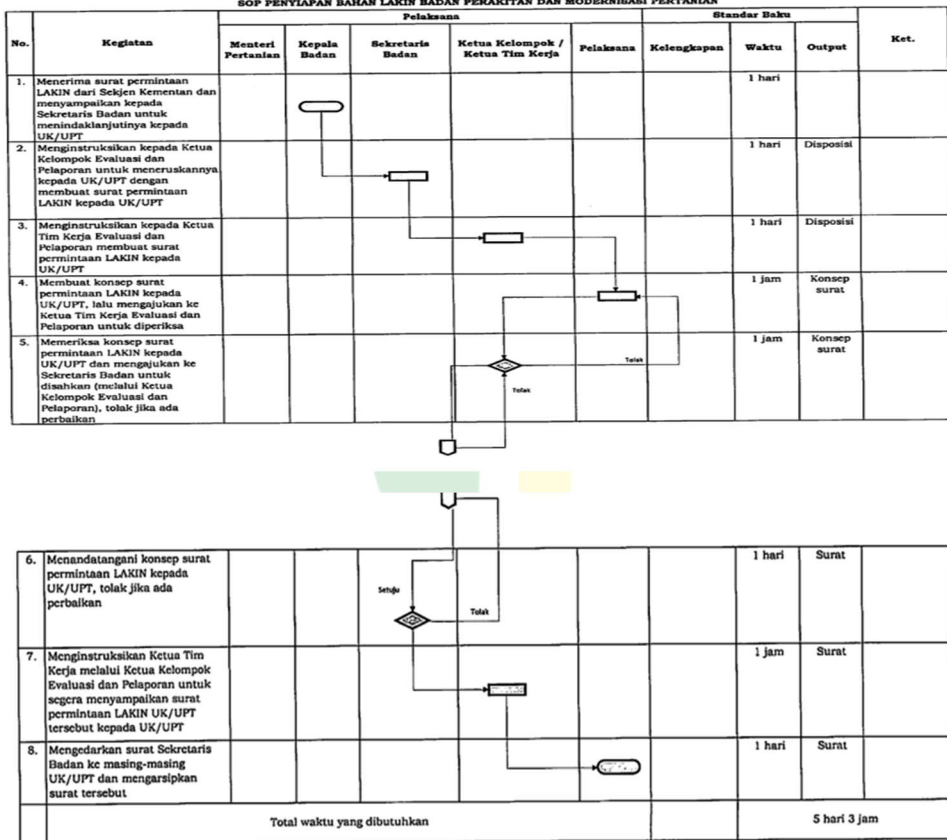 SOP PENYIAPAN BAHAN LAKIN BADAN PERAKITAN DAN MODERNISASI PERTANIAN
No.
Kegiatan
Pelaksana
Standar Baku
Ket.
Menteri
Pertanian
Kepala
Badan
Sekretaris
Badan
Ketua Kelompok /
Ketua Tim Kerja
Pelaksana
Kelengkapan
Waktu
Output
1. Menerima surat permintaan
LAKIN dari Sekjen Kementan dan
menyampaikan kepada
Sekretaris Badan untuk
menindaklanjutinya kepada
UK/UPT
1 hari
2. Menginstruksikan kepada Ketua
Kelompok Evaluasi dan
Pelaporan untuk meneruskannya
kepada UK/UPT dengan
membuat surat permintaan
LAKIN kepada UK/UPT
1 hari
Disposisi
3. Menginstruksikan kepada Ketua
Tim Kerja Evaluasi dan
Pelaporan membuat surat
permintaan LAKIN kepada
UK/UPT
1 hari
Disposisi
4. Membuat konsep surat
permintaan LAKIN kepada
UK/UPT, lalu mengajukan ke
Ketua Tim Kerja Evaluasi dan
Pelaporan untuk diperiksa
1 jam
Konsep
surat
5. Memeriksa konsep surat
permintaan LAKIN kepada
UK/UPT dan mengajukan ke
Sekretaris Badan untuk
disahkan (melalui Ketua
Kelompok Evaluasi dan
Pelaporan), tolak jika ada
perbaikan
Tolak
Tolak
1 jam
Konsep
surat
6. Menandatangani konsep surat
permintaan LAKIN kepada
UK/UPT, tolak jika ada
perbaikan
Setuju
Tolak
1 hari
Surat
7. Menginstruksikan Ketua Tim
Kerja melalui Ketua Kelompok
Evaluasi dan Pelaporan untuk
segera menyampaikan surat
permintaan LAKIN UK/UPT
tersebut kepada UK/UPT
1 jam
Surat
8. Mengedarkan surat Sekretaris
Badan ke masing-masing
UK/UPT dan mengarsipkan
surat tersebut
1 hari
Surat
Total waktu yang dibutuhkan
5 hari 3 jam